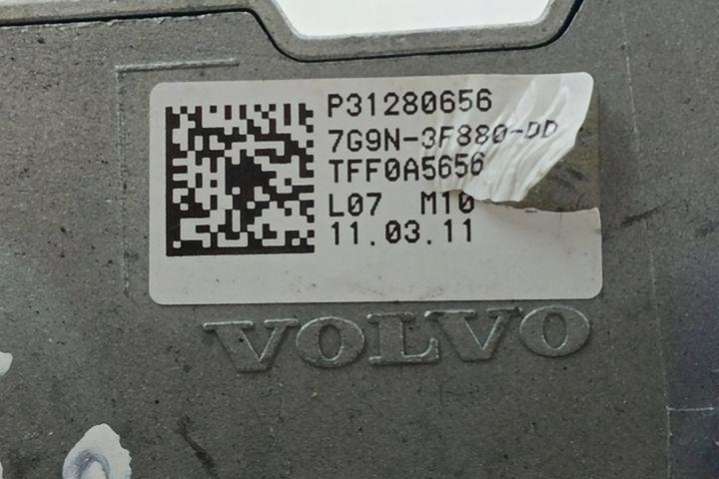 P31280656
7G9N-3F880-DD
TFF0A5656
L07 M10
11.03.11
VOLVO